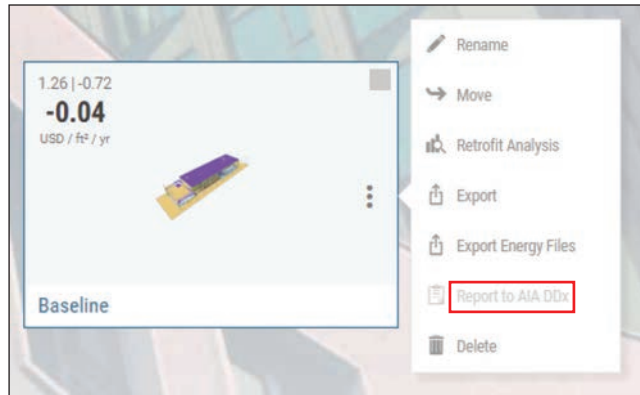 1.26 | -0.72
-0.04
USD / ft² / yr
Baseline
Rename
Move
Retrofit Analysis
Export
Export Energy Files
Report to AIA DDx
Delete